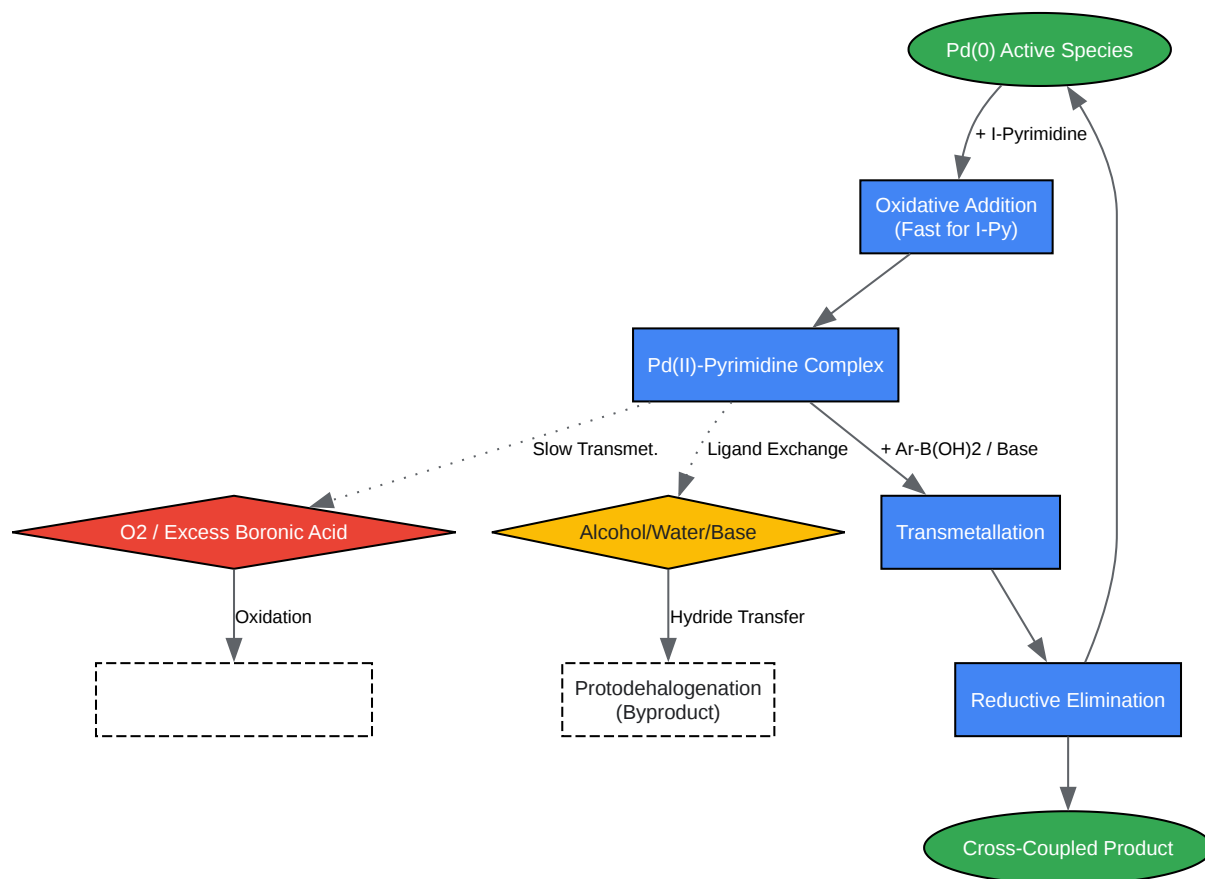 Pd(0) Active Species
+ I-Pyrimidine
Oxidative Addition
(Fast for I-Py)
Pd(II)-Pyrimidine Complex
Slow Transmet.
Ligand Exchange
+ Ar-B(OH)2 / Base
O2 / Excess Boronic Acid
Alcohol/Water/Base
Transmetallation
Oxidation
Hydride Transfer
Protodehalogenation
(Byproduct)
Reductive Elimination
Cross-Coupled Product